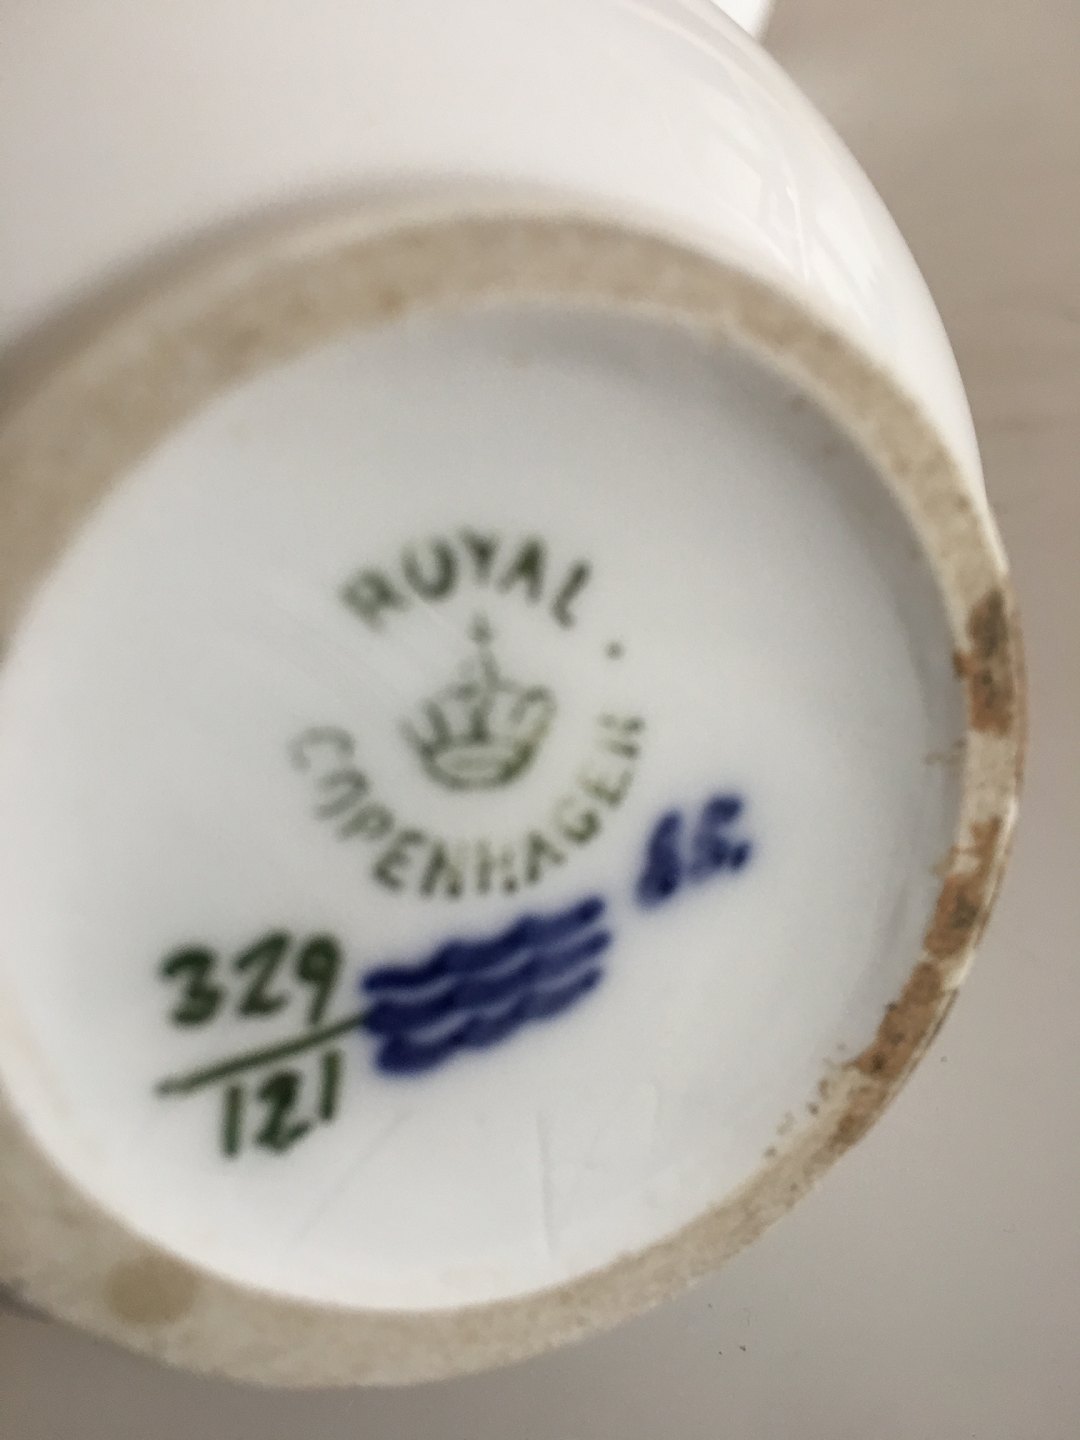 ROYAL.
COPENHAGEN
329
121